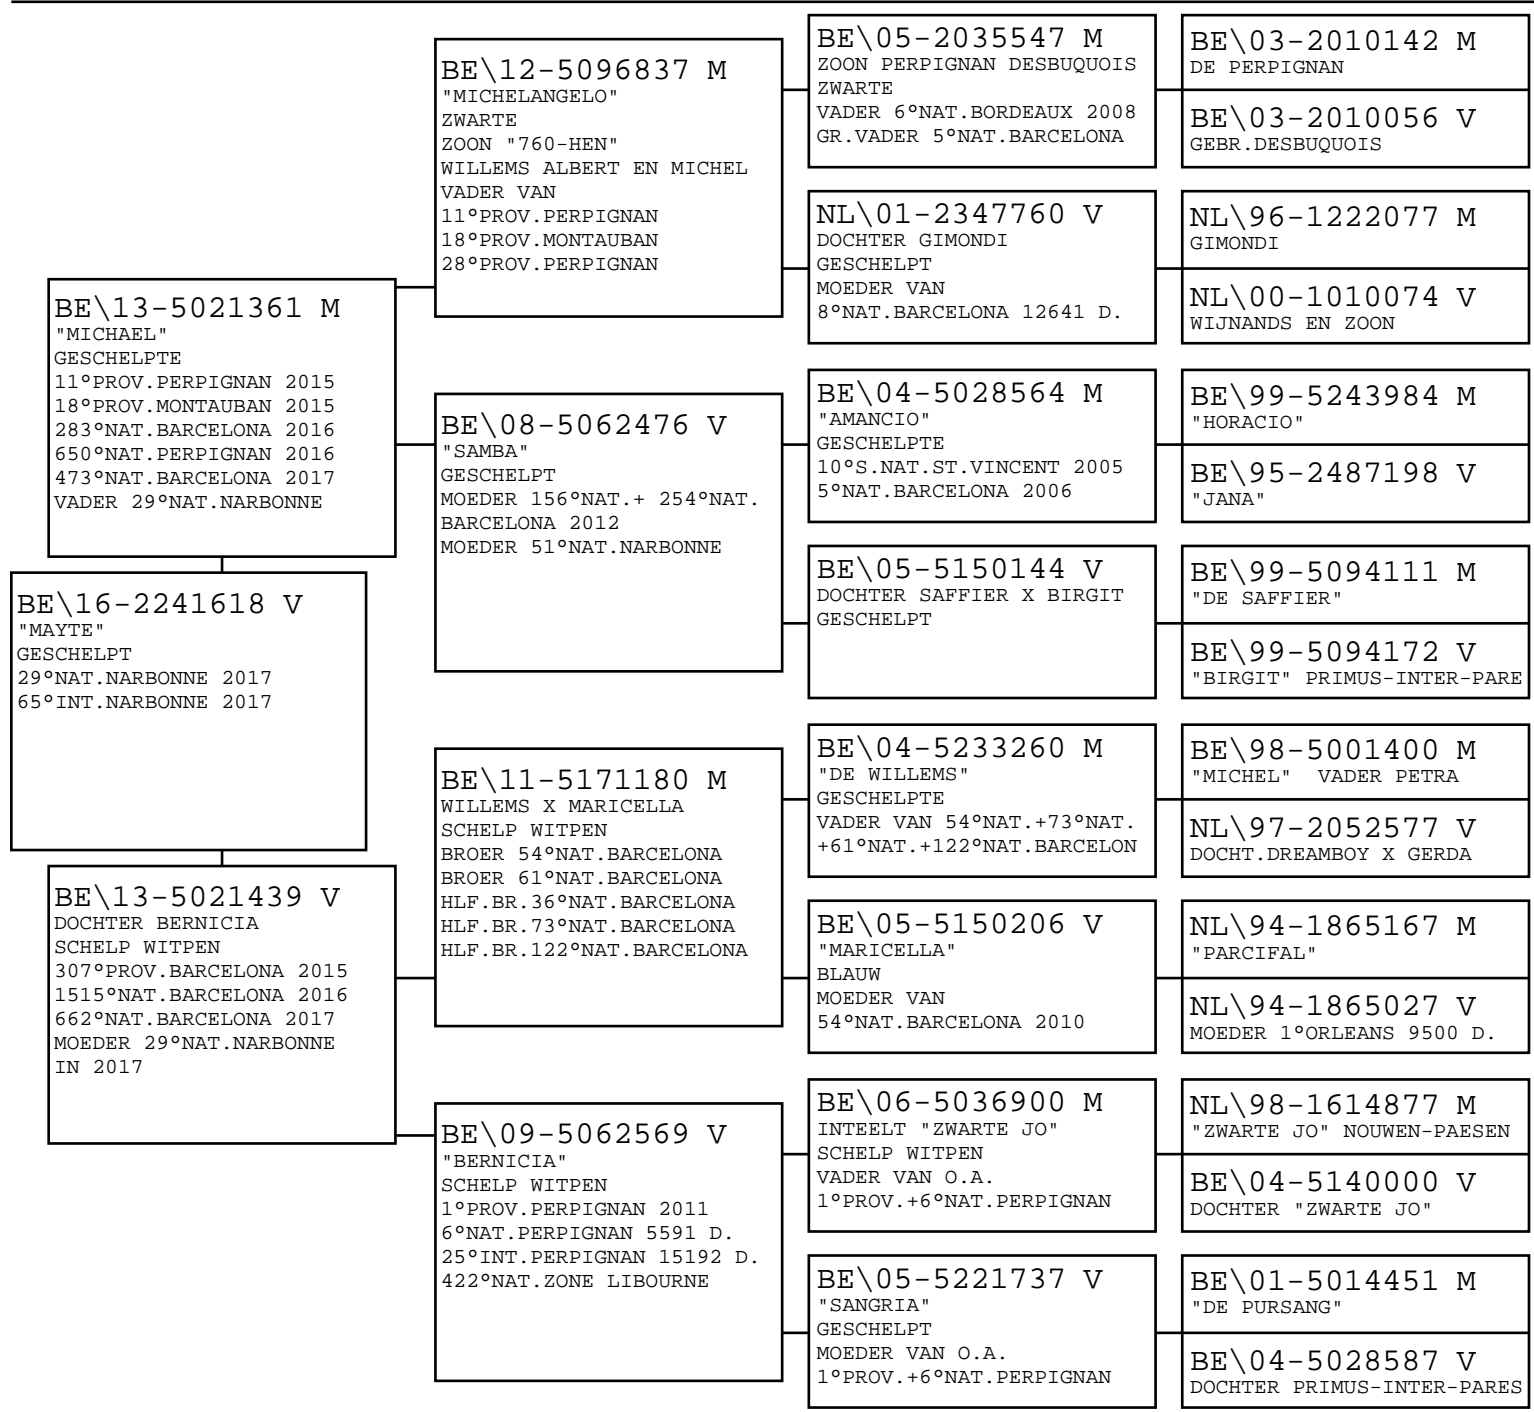 BE\16-2241618 V
"MAYTE"
GESCHELPT
29°NAT.NARBONNE 2017
65°INT.NARBONNE 2017
BE\13-5021361 M
"MICHAEL"
GESCHELPTE
11°PROV.PERPIGNAN 2015
18°PROV.MONTAUBAN 2015
283°NAT.BARCELONA 2016
650°NAT.PERPIGNAN 2016
473°NAT.BARCELONA 2017
VADER 29°NAT.NARBONNE
BE\13-5021439 V
DOCHTER BERNICIA
SCHELP WITPEN
307°PROV.BARCELONA 2015
1515°NAT.BARCELONA 2016
662°NAT.BARCELONA 2017
MOEDER 29°NAT.NARBONNE
IN 2017
BE\12-5096837 M
"MICHELANGELO"
ZWARTE
ZOON "760-HEN"
WILLEMS ALBERT EN MICHEL
VADER VAN
11°PROV.PERPIGNAN
18°PROV.MONTAUBAN
28°PROV.PERPIGNAN
BE\08-5062476 V
"SAMBA"
GESCHELPT
MOEDER 156°NAT.+ 254°NAT.
BARCELONA 2012
MOEDER 51°NAT.NARBONNE
BE\11-5171180 M
WILLEMS X MARICELLA
SCHELP WITPEN
BROER 54°NAT.BARCELONA
BROER 61°NAT.BARCELONA
HLF.BR.36°NAT.BARCELONA
HLF.BR.73°NAT.BARCELONA
HLF.BR.122°NAT.BARCELONA
BE\09-5062569 V
"BERNICIA"
SCHELP WITPEN
1°PROV.PERPIGNAN 2011
6°NAT.PERPIGNAN 5591 D.
25°INT.PERPIGNAN 15192 D.
422°NAT.ZONE LIBOURNE
BE\05-2035547 M
ZOON PERPIGNAN DESBUQUOIS
ZWARTE
VADER 6°NAT.BORDEAUX 2008
GR.VADER 5°NAT.BARCELONA
NL\01-2347760 V
DOCHTER GIMONDI
GESCHELPT
MOEDER VAN
8°NAT.BARCELONA 12641 D.
BE\04-5028564 M
"AMANCIO"
GESCHELPTE
10°S.NAT.ST.VINCENT 2005
5°NAT.BARCELONA 2006
BE\05-5150144 V
DOCHTER SAFFIER X BIRGIT
GESCHELPT
BE\04-5233260 M
"DE WILLEMS"
GESCHELPTE
VADER VAN 54°NAT.+73°NAT.
+61°NAT.+122°NAT.BARCELON
BE\05-5150206 V
"MARICELLA"
BLAUW
MOEDER VAN
54°NAT.BARCELONA 2010
BE\06-5036900 M
INTEELT "ZWARTE JO"
SCHELP WITPEN
VADER VAN O.A.
1°PROV.+6°NAT.PERPIGNAN
BE\05-5221737 V
"SANGRIA"
GESCHELPT
MOEDER VAN O.A.
1°PROV.+6°NAT.PERPIGNAN
BE\03-2010142 M
DE PERPIGNAN
BE\03-2010056 V
GEBR.DESBUQUOIS
NL\96-1222077 M
GIMONDI
NL\00-1010074 V
WIJNANDS EN ZOON
BE\99-5243984 M
"HORACIO"
BE\95-2487198 V
"JANA"
BE\99-5094111 M
"DE SAFFIER"
BE\99-5094172 V
"BIRGIT" PRIMUS-INTER-PARE
BE\98-5001400 M
"MICHEL"  VADER PETRA
NL\97-2052577 V
DOCHT.DREAMBOY X GERDA
NL\94-1865167 M
"PARCIFAL"
NL\94-1865027 V
MOEDER 1°ORLEANS 9500 D.
NL\98-1614877 M
"ZWARTE JO" NOUWEN-PAESEN
BE\04-5140000 V
DOCHTER "ZWARTE JO"
BE\01-5014451 M
"DE PURSANG"
BE\04-5028587 V
DOCHTER PRIMUS-INTER-PARES